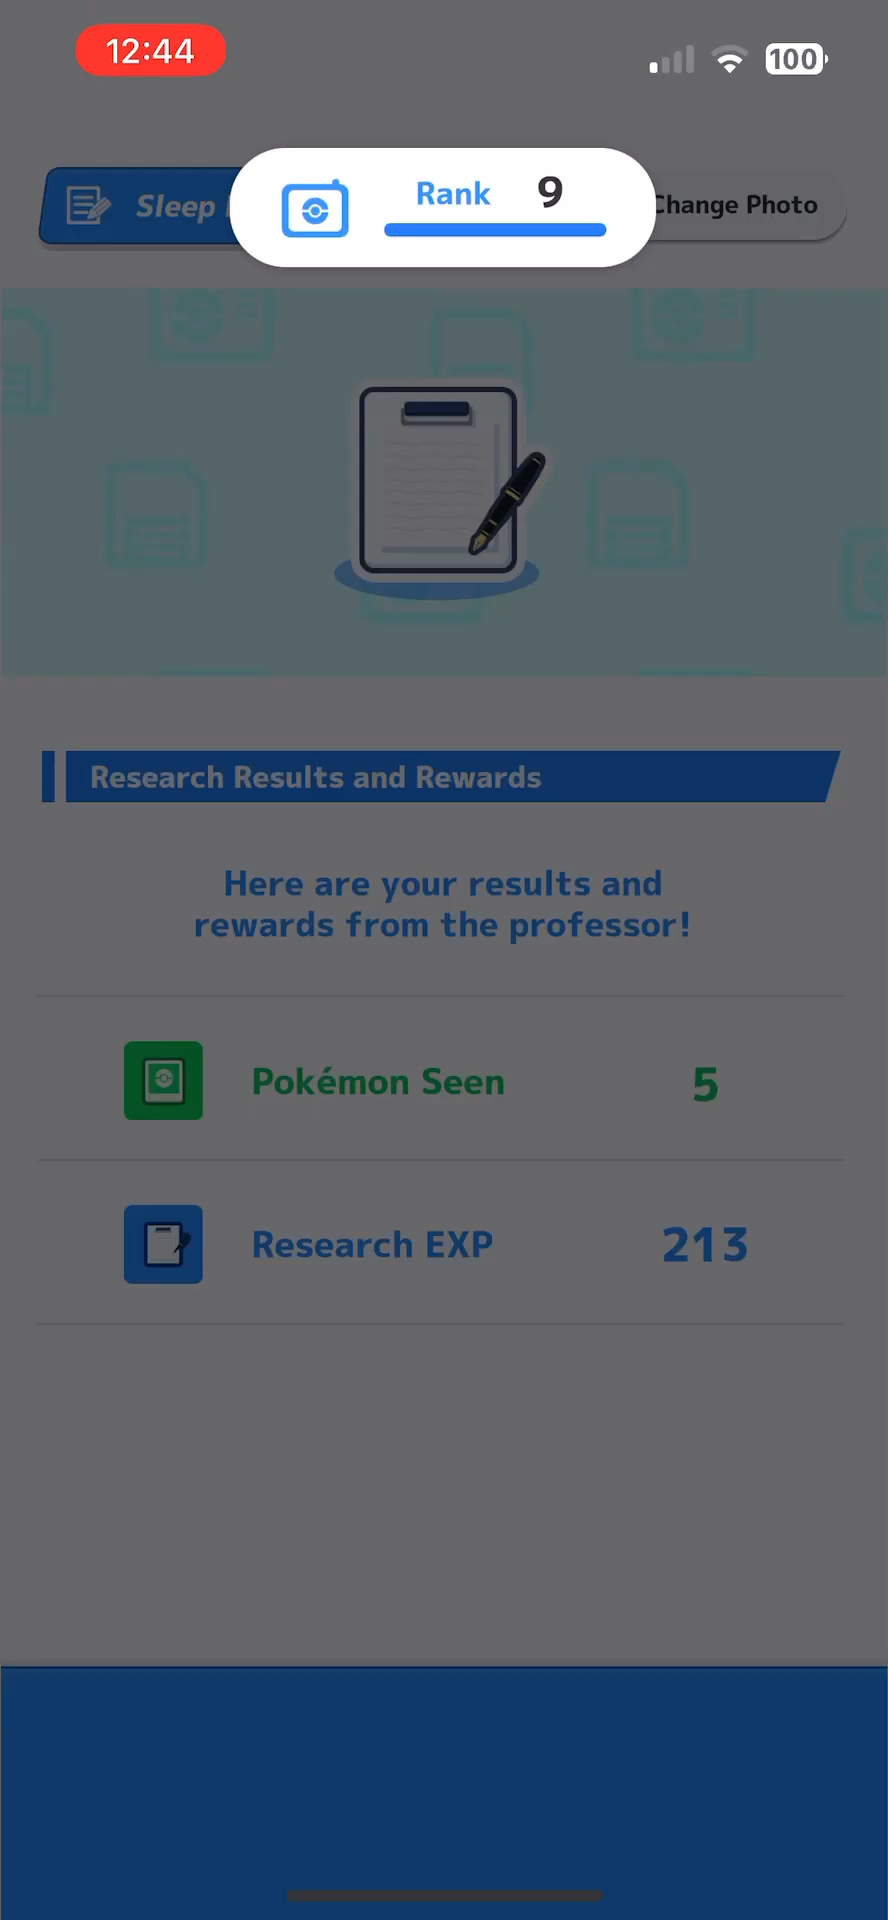 12:44
100
Rank 9
Sleep
Change Photo
Research Results and Rewards
Here are your results and
rewards from the professor!
Pokémon Seen 5
Research EXP 213